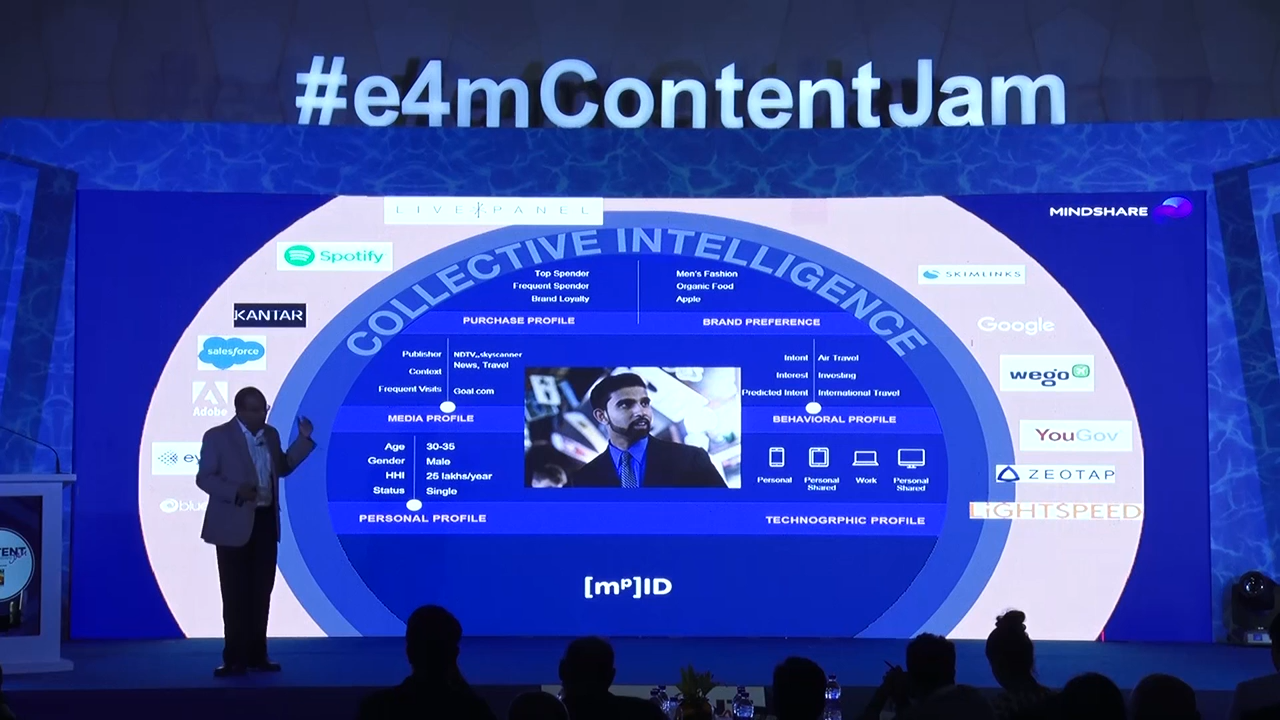 #e4mContentJam
LIVE PANEL
MINDSHARE
Spotify
COLLECTIVE INTELLIGENCE
SKIMLINKS
Top Spender
Frequent Spender
Brand Loyalty
Men's Fashion
Organic Food
Apple
KANTAR
PURCHASE PROFILE
BRAND PREFERENCE
Google
salesforce
Publisher NDTV,,skyscanner
Context News, Travel
Frequent Visits Goal.com
Intent Air Travel
Interest Investing
Predicted Intent International Travel
wego
Adobe
MEDIA PROFILE
BEHAVIORAL PROFILE
YouGov
Age 30-35
Gender Male
HHI 25 lakhs/year
Status Single
Personal
Personal Shared
Work
Personal Shared
ZEOTAP
LIGHTSPEED
PERSONAL PROFILE
TECHNOGRPHIC PROFILE
[mP]ID